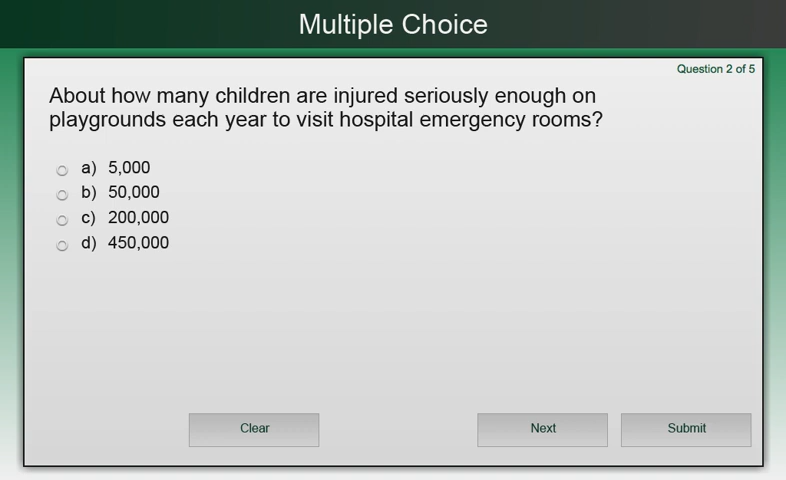 Multiple Choice
Question 2 of 5
About how many children are injured seriously enough on
playgrounds each year to visit hospital emergency rooms?
a) 5,000
b) 50,000
c) 200,000
d) 450,000
Clear
Next
Submit